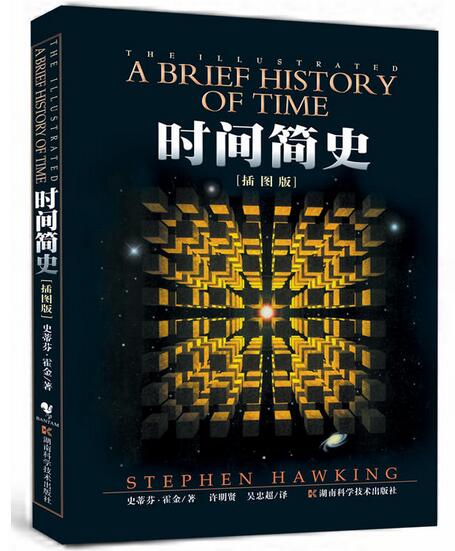 THE ILLUSTRATED
A BRIEF HISTORY
OF TIME
时间简史
[插图版]
STEPHEN HAWKING
史蒂芬·霍金/著 许明贤 吴忠超/译 湖南科学技术出版社
THE ILLUSTRATED
A BRIEF HISTORY
OF TIME
时间简史
[插图版]
史蒂芬·霍金/著
BANTAM
湖南科学技术出版社